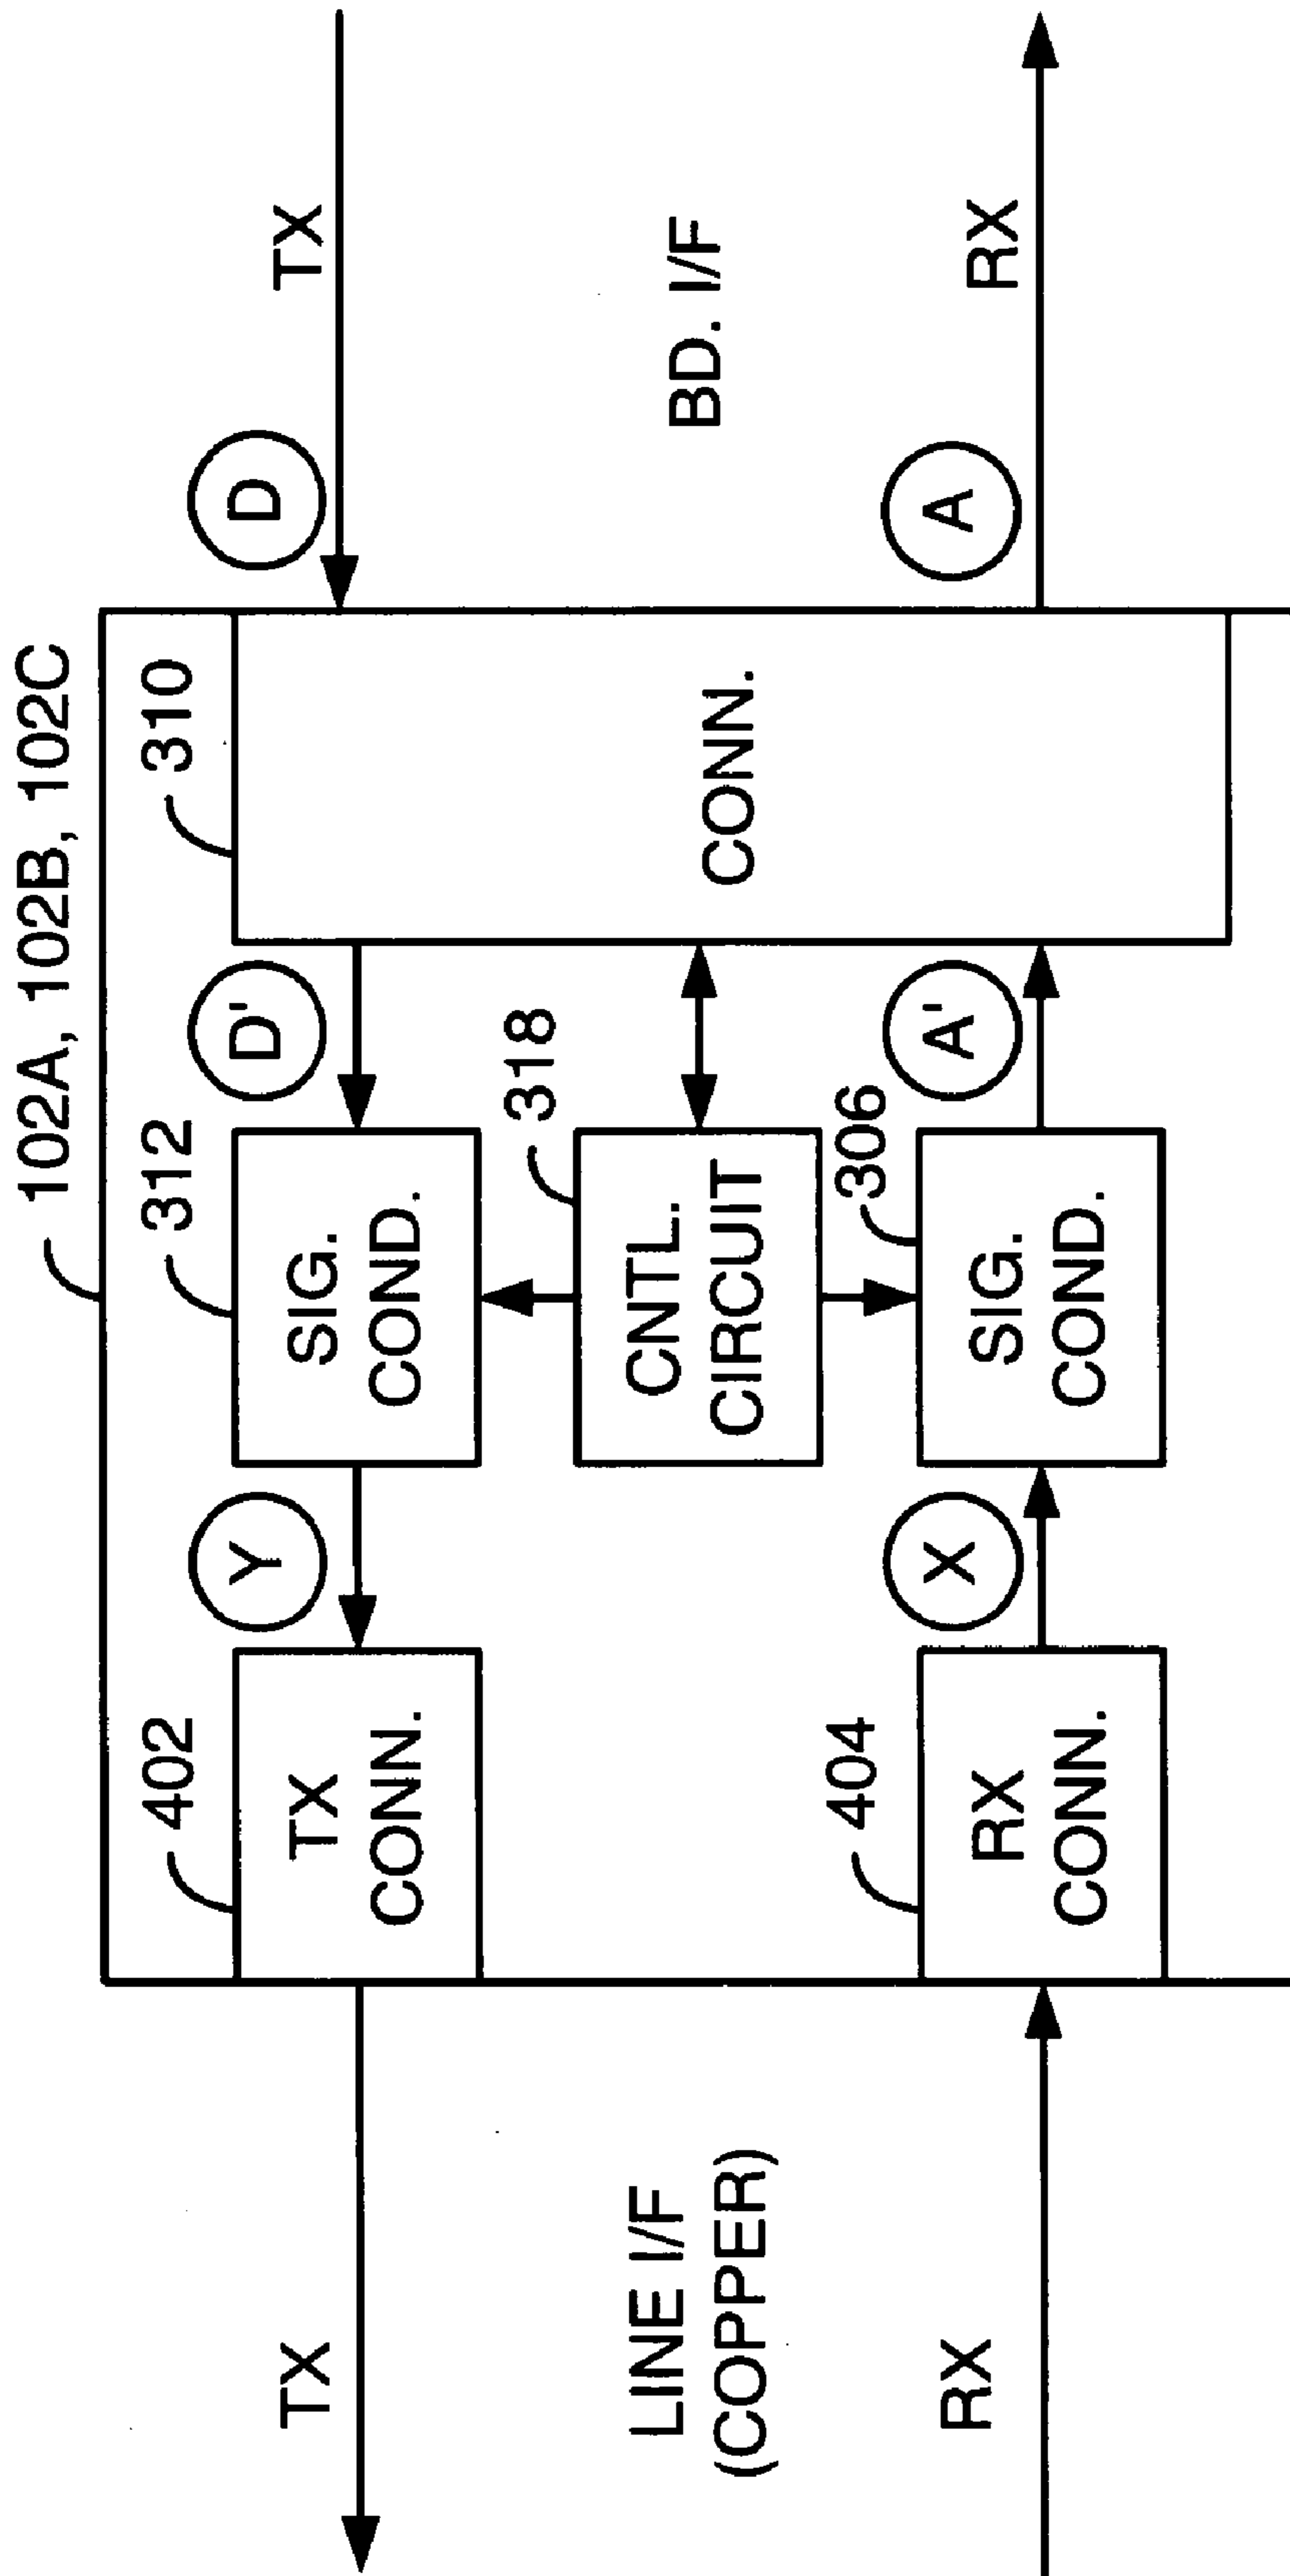 102A, 102B, 102C
TX
402
TX
CONN.
Y
312
SIG.
COND.
D'
310
CONN.
D
TX
LINE I/F
(COPPER)
318
CNTL.
CIRCUIT
BD. I/F
RX
404
RX
CONN.
X
306
SIG.
COND.
A'
A
RX